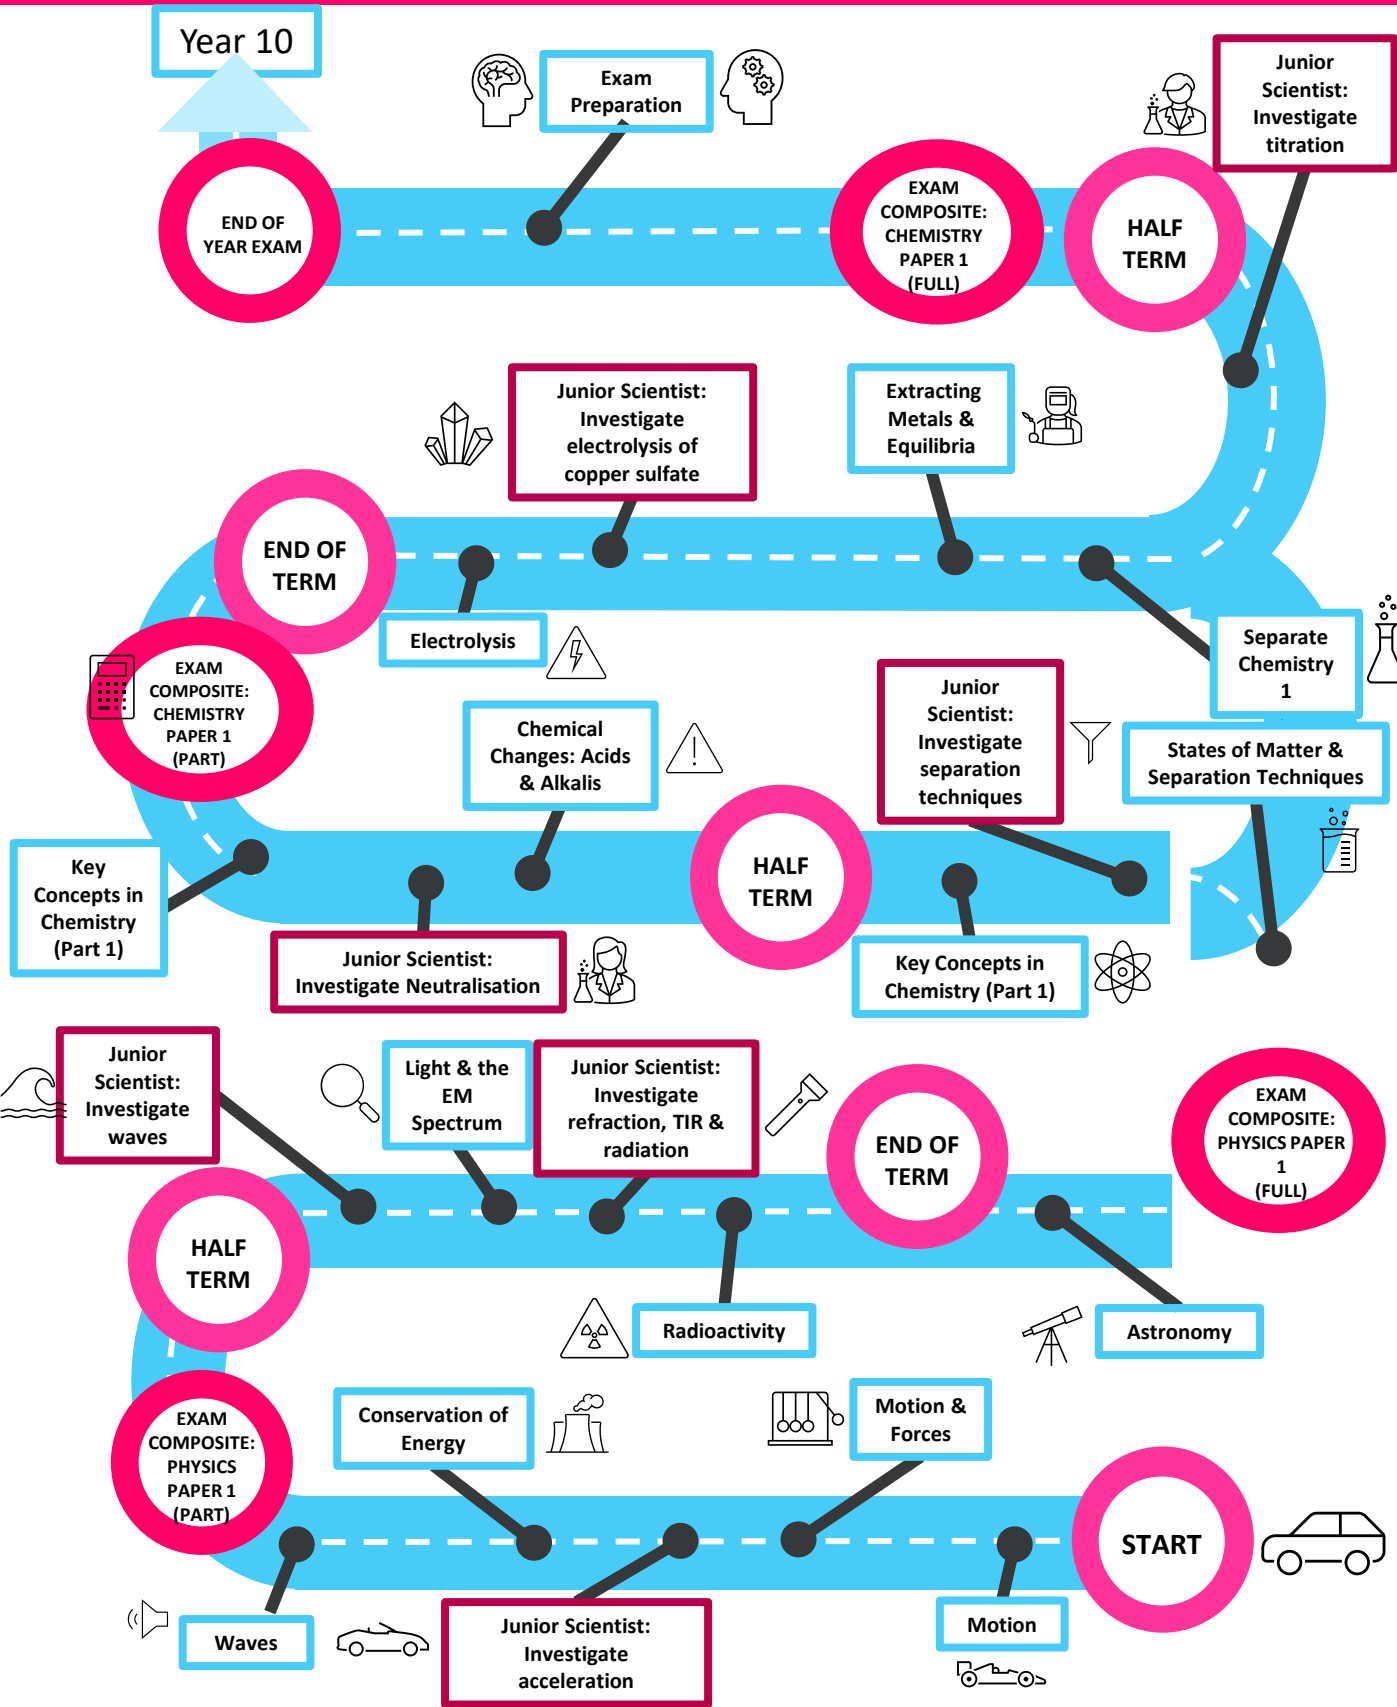 Year 10
Exam
Preparation
Junior
Scientist:
Investigate
titration
END OF
YEAR EXAM
EXAM
COMPOSITE:
CHEMISTRY
PAPER 1
(FULL)
HALF
TERM
Junior Scientist:
Investigate
electrolysis of
copper sulfate
Extracting
Metals &
Equilibria
END OF
TERM
Electrolysis
Separate
Chemistry
1
EXAM
COMPOSITE:
CHEMISTRY
PAPER 1
(PART)
Chemical
Changes: Acids
& Alkalis
Junior
Scientist:
Investigate
separation
techniques
States of Matter &
Separation Techniques
Key
Concepts in
Chemistry
(Part 1)
HALF
TERM
Junior Scientist:
Investigate Neutralisation
Key Concepts in
Chemistry (Part 1)
Junior
Scientist:
Investigate
waves
Light & the
EM
Spectrum
Junior Scientist:
Investigate
refraction, TIR &
radiation
END OF
TERM
EXAM
COMPOSITE:
PHYSICS PAPER
1
(FULL)
HALF
TERM
Radioactivity
Astronomy
EXAM
COMPOSITE:
PHYSICS
PAPER 1
(PART)
Conservation of
Energy
Motion &
Forces
START
Waves
Junior Scientist:
Investigate
acceleration
Motion